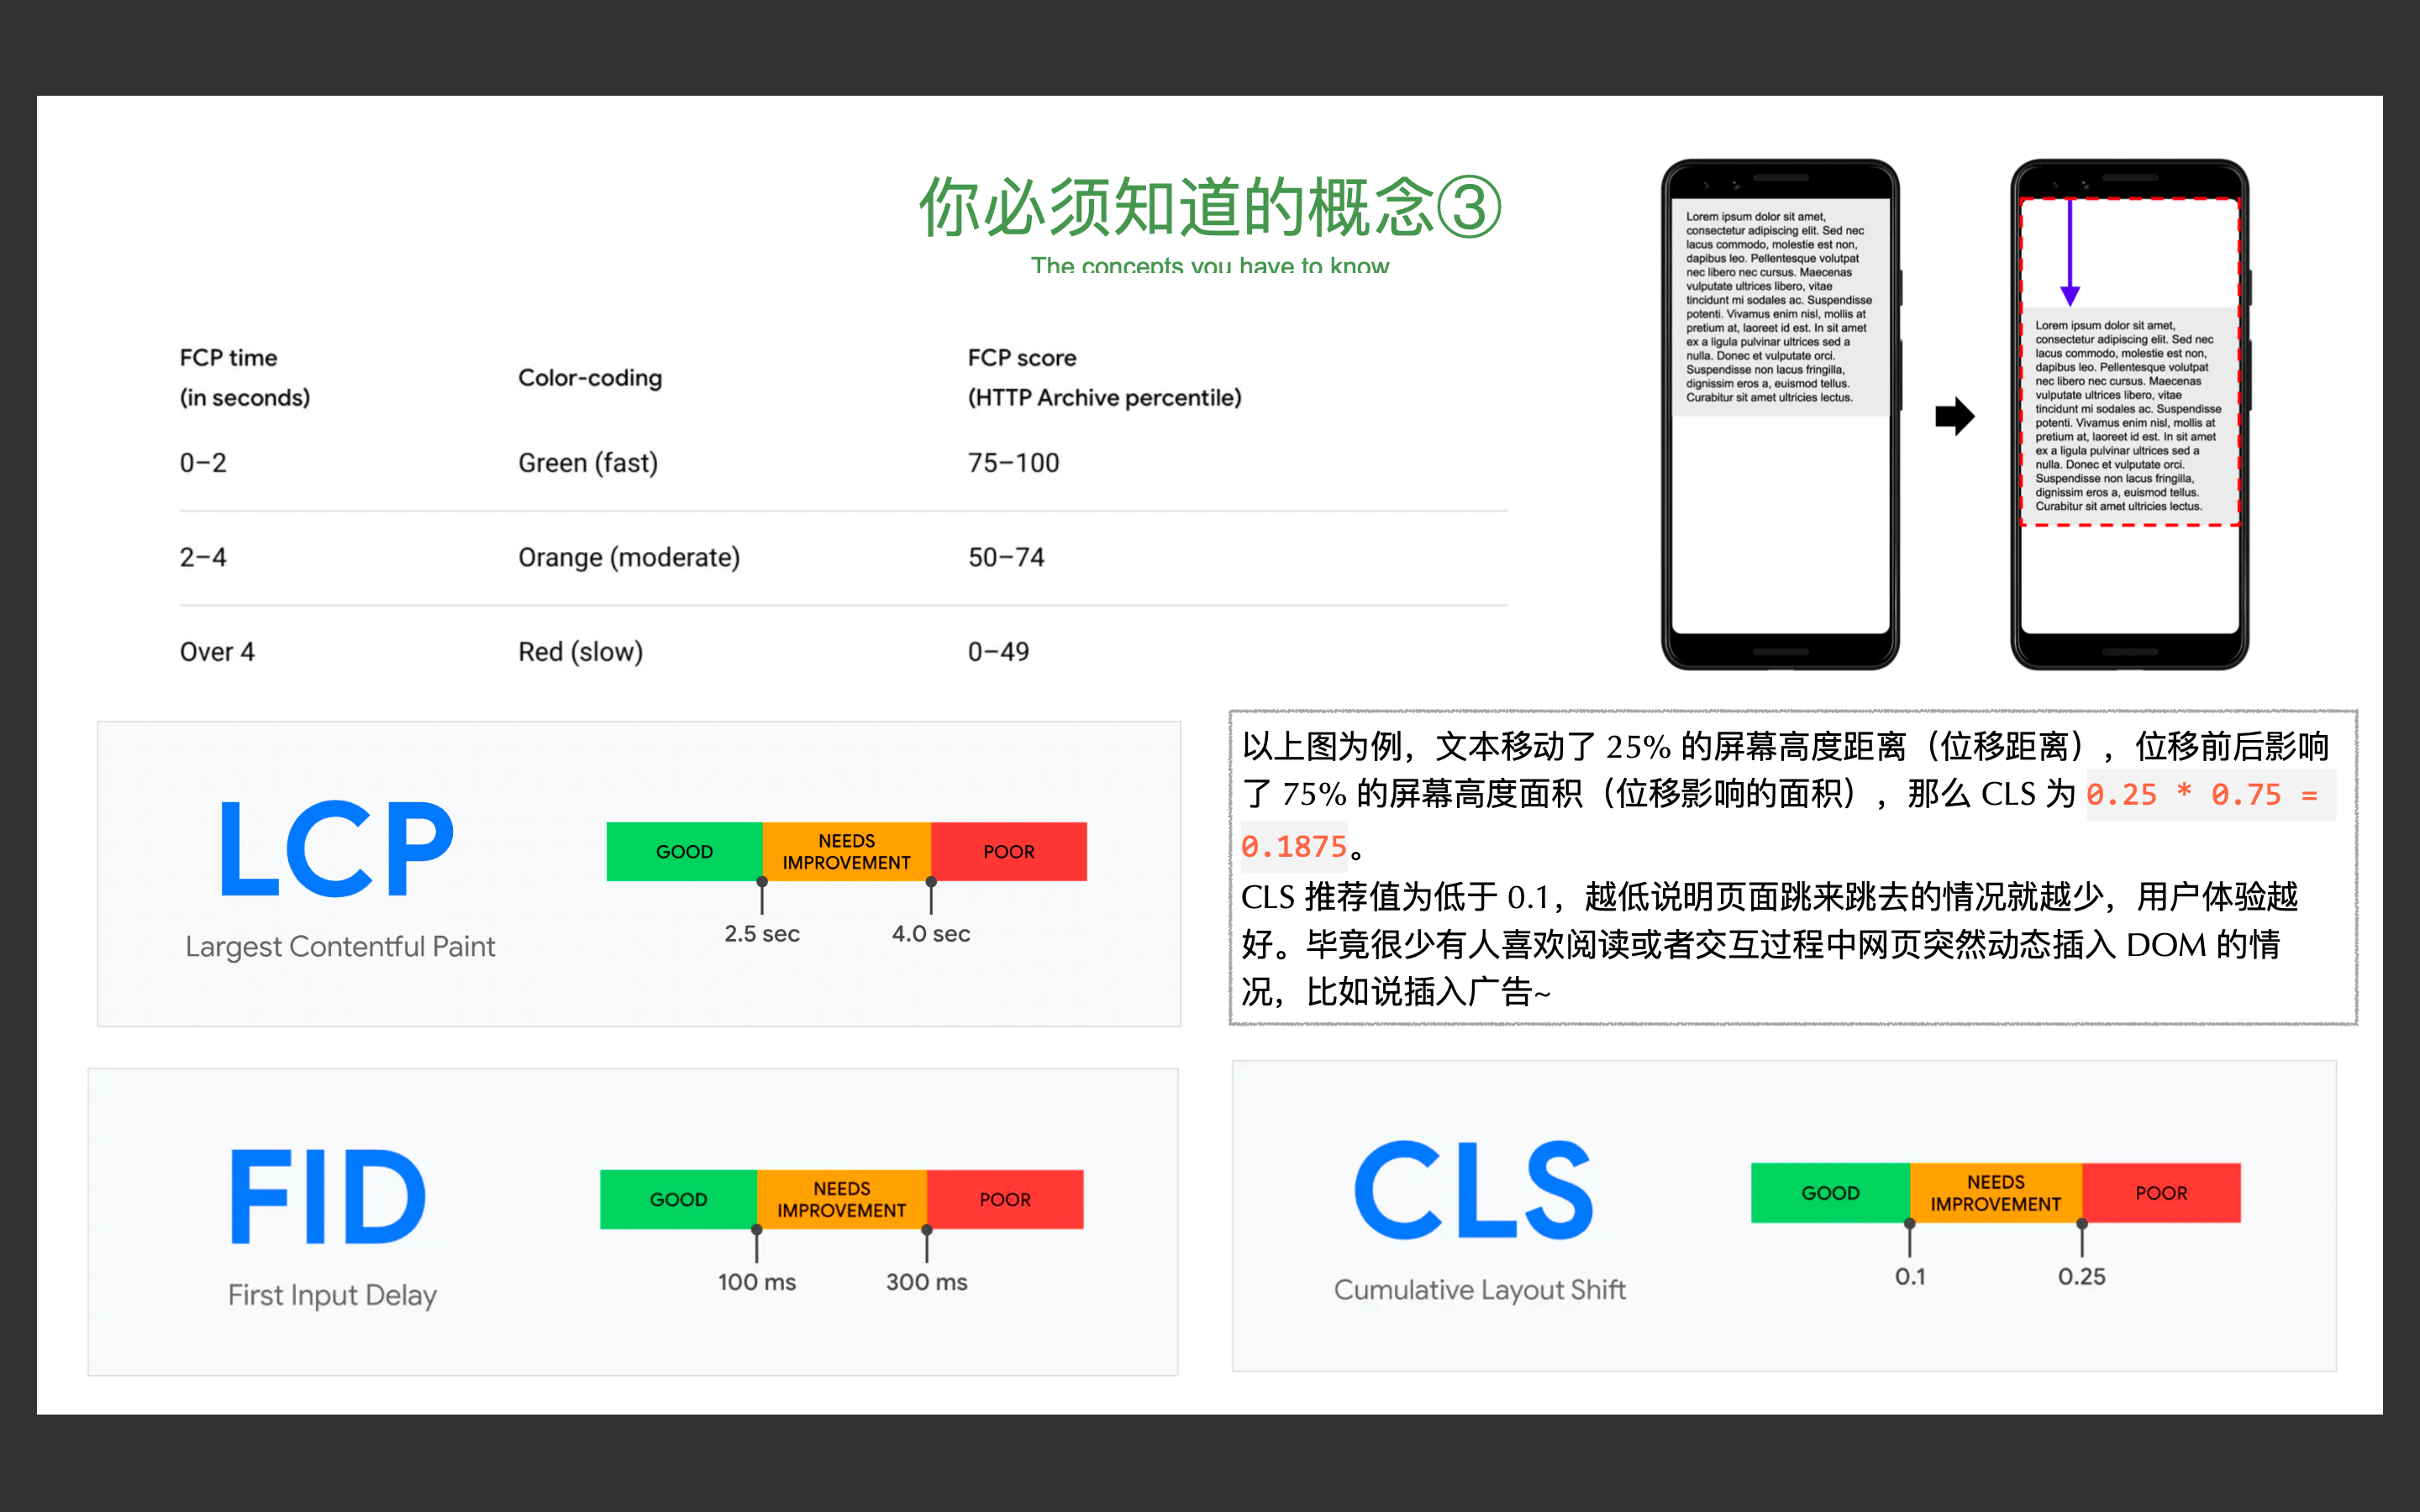 你必须知道的概念③
The concepts you have to know
FCP time
(in seconds)
Color-coding
FCP score
(HTTP Archive percentile)
0–2
Green (fast)
75–100
2–4
Orange (moderate)
50–74
Over 4
Red (slow)
0–49
Lorem ipsum dolor sit amet,
consectetur adipiscing elit. Sed nec
lacus commodo, molestie est non,
dapibus leo. Pellentesque volutpat
nec libero nec cursus. Maecenas
vulputate ultrices libero, vitae
tincidunt mi sodales ac. Suspendisse
potenti. Vivamus enim nisl, mollis at
pretium at, laoreet id est. In sit amet
ex a ligula pulvinar ultrices sed a
nulla. Donec et vulputate orci.
Suspendisse non lacus fringilla,
dignissim eros a, euismod tellus.
Curabitur sit amet ultricies lectus.
Lorem ipsum dolor sit amet,
consectetur adipiscing elit. Sed nec
lacus commodo, molestie est non,
dapibus leo. Pellentesque volutpat
nec libero nec cursus. Maecenas
vulputate ultrices libero, vitae
tincidunt mi sodales ac. Suspendisse
potenti. Vivamus enim nisl, mollis at
pretium at, laoreet id est. In sit amet
ex a ligula pulvinar ultrices sed a
nulla. Donec et vulputate orci.
Suspendisse non lacus fringilla,
dignissim eros a, euismod tellus.
Curabitur sit amet ultricies lectus.
LCP
Largest Contentful Paint
GOOD
NEEDS
IMPROVEMENT
POOR
2.5 sec
4.0 sec
以上图为例，文本移动了 25% 的屏幕高度距离（位移距离），位移前后影响
了 75% 的屏幕高度面积（位移影响的面积），那么 CLS 为 0.25 * 0.75 =
0.1875。
CLS 推荐值为低于 0.1，越低说明页面跳来跳去的情况就越少，用户体验越
好。毕竟很少有人喜欢阅读或者交互过程中网页突然动态插入 DOM 的情
况，比如说插入广告~
FID
First Input Delay
GOOD
NEEDS
IMPROVEMENT
POOR
100 ms
300 ms
CLS
Cumulative Layout Shift
GOOD
NEEDS
IMPROVEMENT
POOR
0.1
0.25